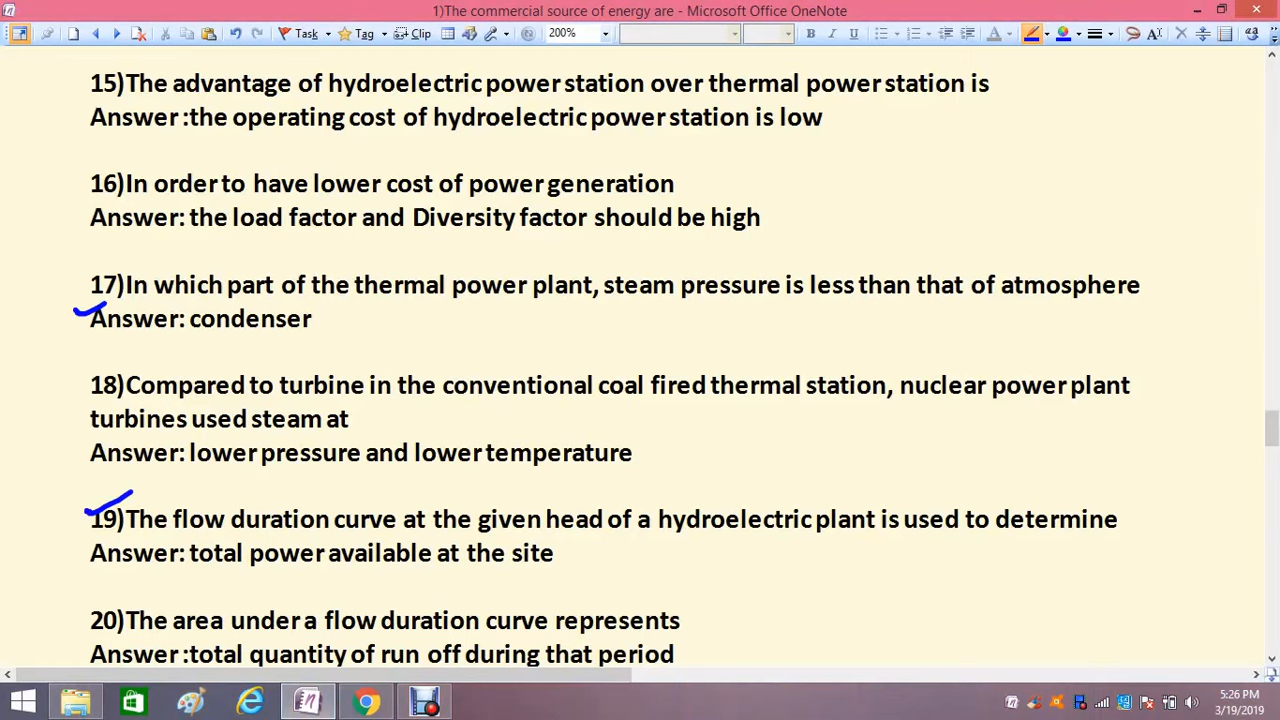 1)The commercial source of energy are - Microsoft Office OneNote
Task Tag Clip 200% B I U
15)The advantage of hydroelectric power station over thermal power station is
Answer :the operating cost of hydroelectric power station is low
16)In order to have lower cost of power generation
Answer: the load factor and Diversity factor should be high
17)In which part of the thermal power plant, steam pressure is less than that of atmosphere
Answer: condenser
18)Compared to turbine in the conventional coal fired thermal station, nuclear power plant
turbines used steam at
Answer: lower pressure and lower temperature
19)The flow duration curve at the given head of a hydroelectric plant is used to determine
Answer: total power available at the site
20)The area under a flow duration curve represents
Answer :total quantity of run off during that period
5:26 PM
3/19/2019